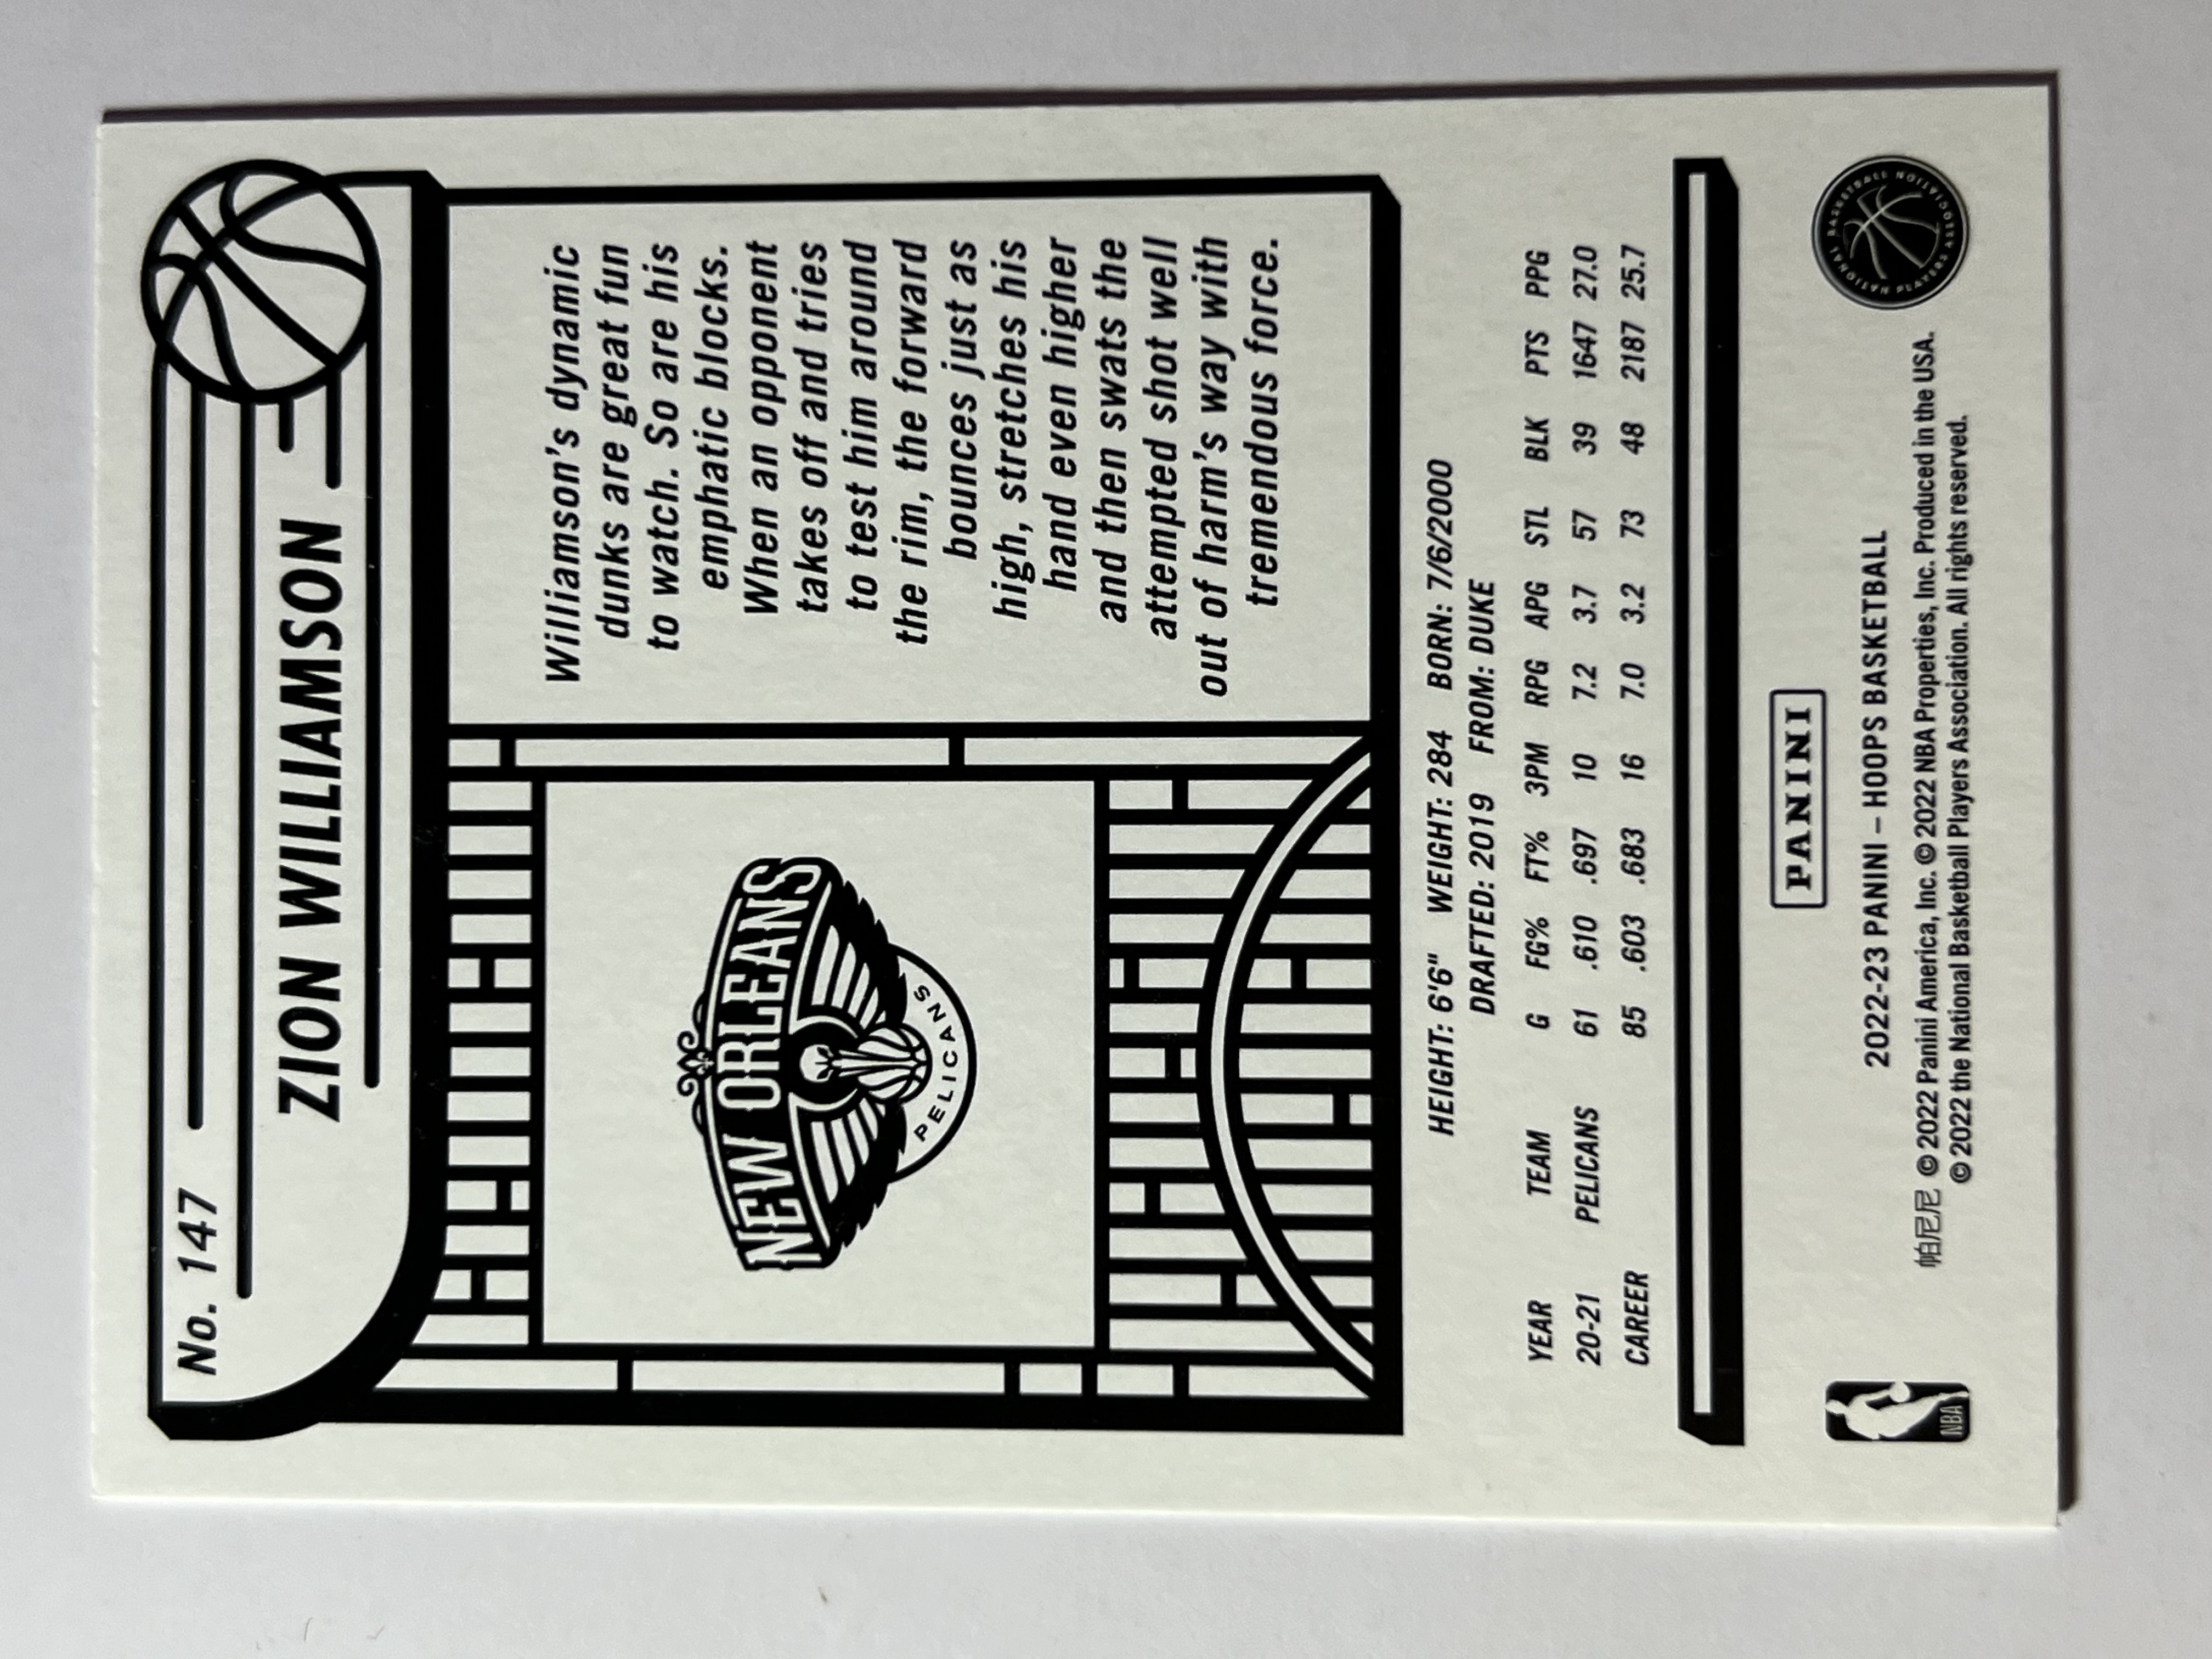 No. 147
ZION WILLIAMSON
NEW ORLEANS
PELICANS
Williamson's dynamic
dunks are great fun
to watch. So are his
emphatic blocks.
When an opponent
takes off and tries
to test him around
the rim, the forward
bounces just as
high, stretches his
hand even higher
and then swats the
attempted shot well
out of harm's way with
tremendous force.
HEIGHT: 6'6" WEIGHT: 284 BORN: 7/6/2000
DRAFTED: 2019 FROM: DUKE
YEAR TEAM G FG% FT% 3PM RPG APG STL BLK PTS PPG
20-21 PELICANS 61 .610 .697 10 7.2 3.7 57 39 1647 27.0
CAREER 85 .603 .683 16 7.0 3.2 73 48 2187 25.7
PANINI
2022-23 PANINI – HOOPS BASKETBALL
帕尼尼 © 2022 Panini America, Inc. © 2022 NBA Properties, Inc. Produced in the USA.
© 2022 the National Basketball Players Association. All rights reserved.
NBA
NATIONAL BASKETBALL PLAYERS ASSOCIATION